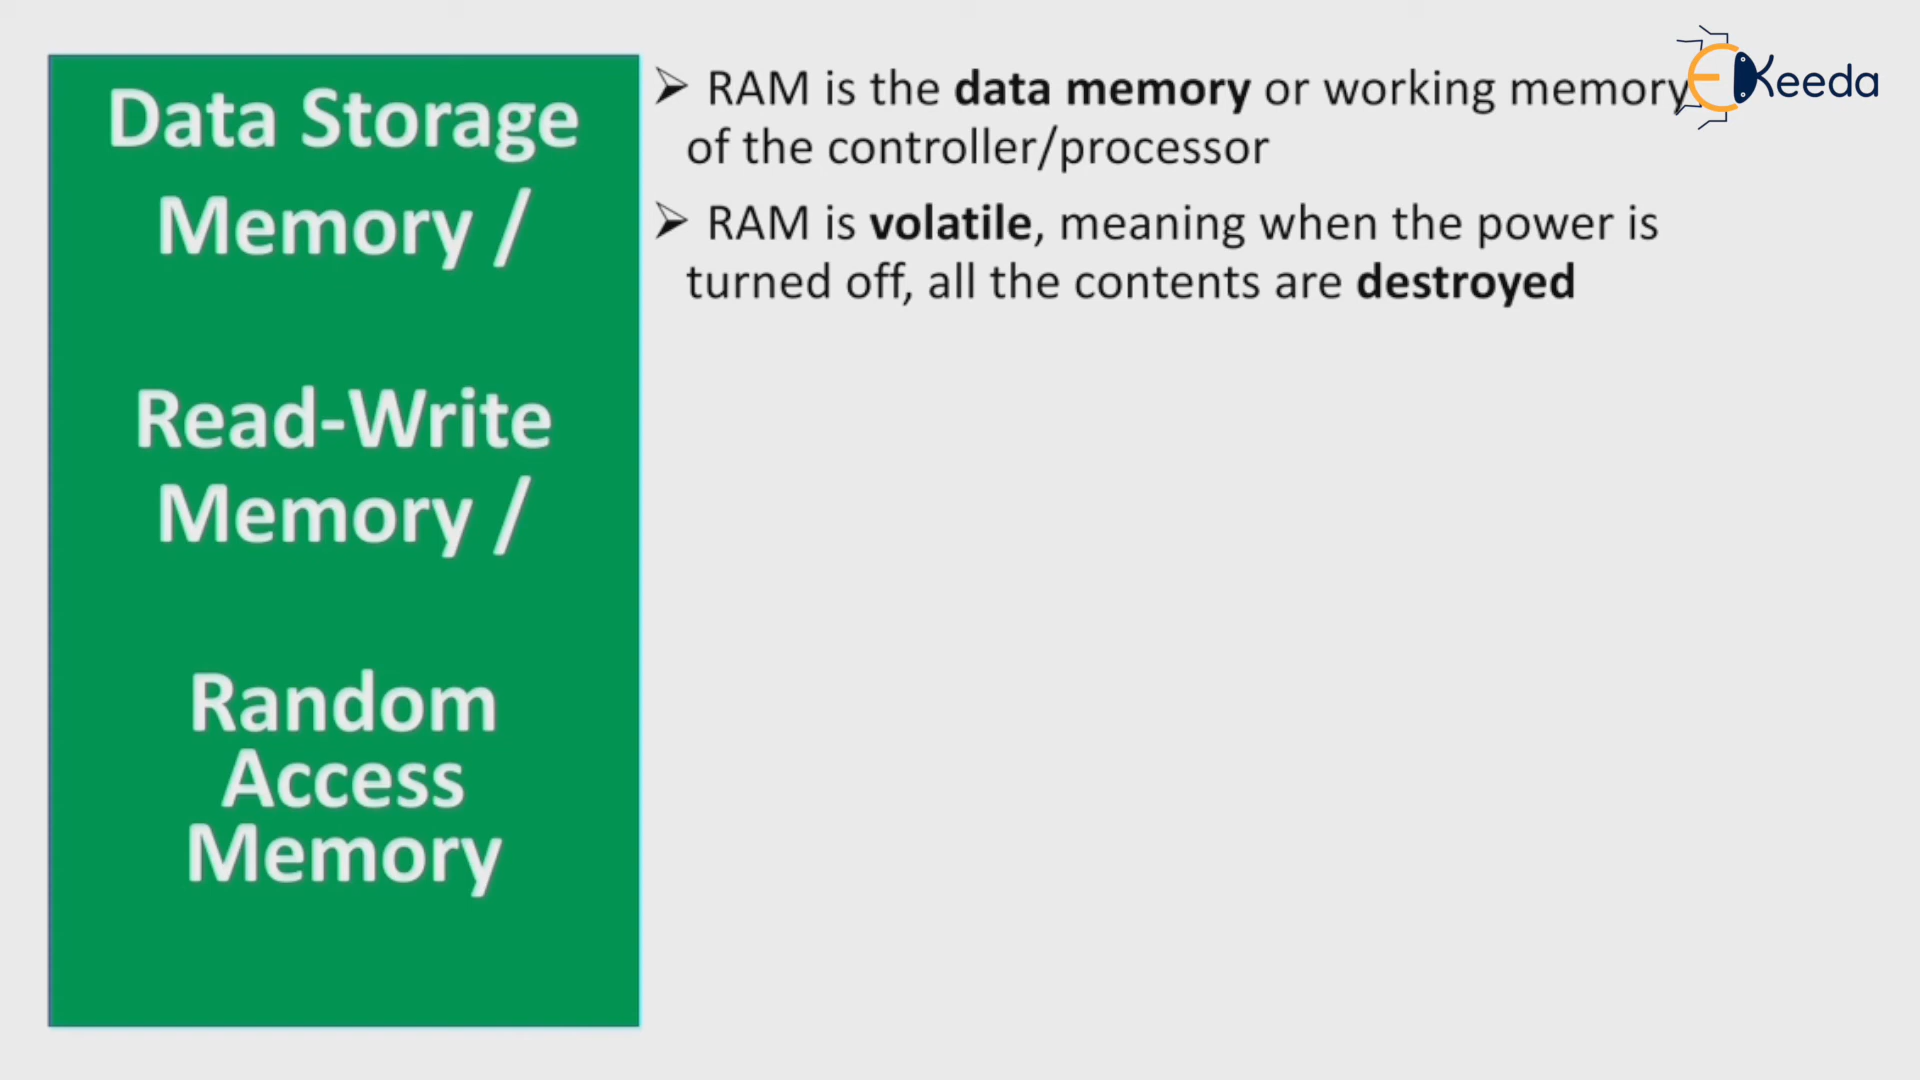 Data Storage
Memory /
Read-Write
Memory /
Random
Access
Memory
➢ RAM is the data memory or working memory
of the controller/processor
➢ RAM is volatile, meaning when the power is
turned off, all the contents are destroyed
EKeeda